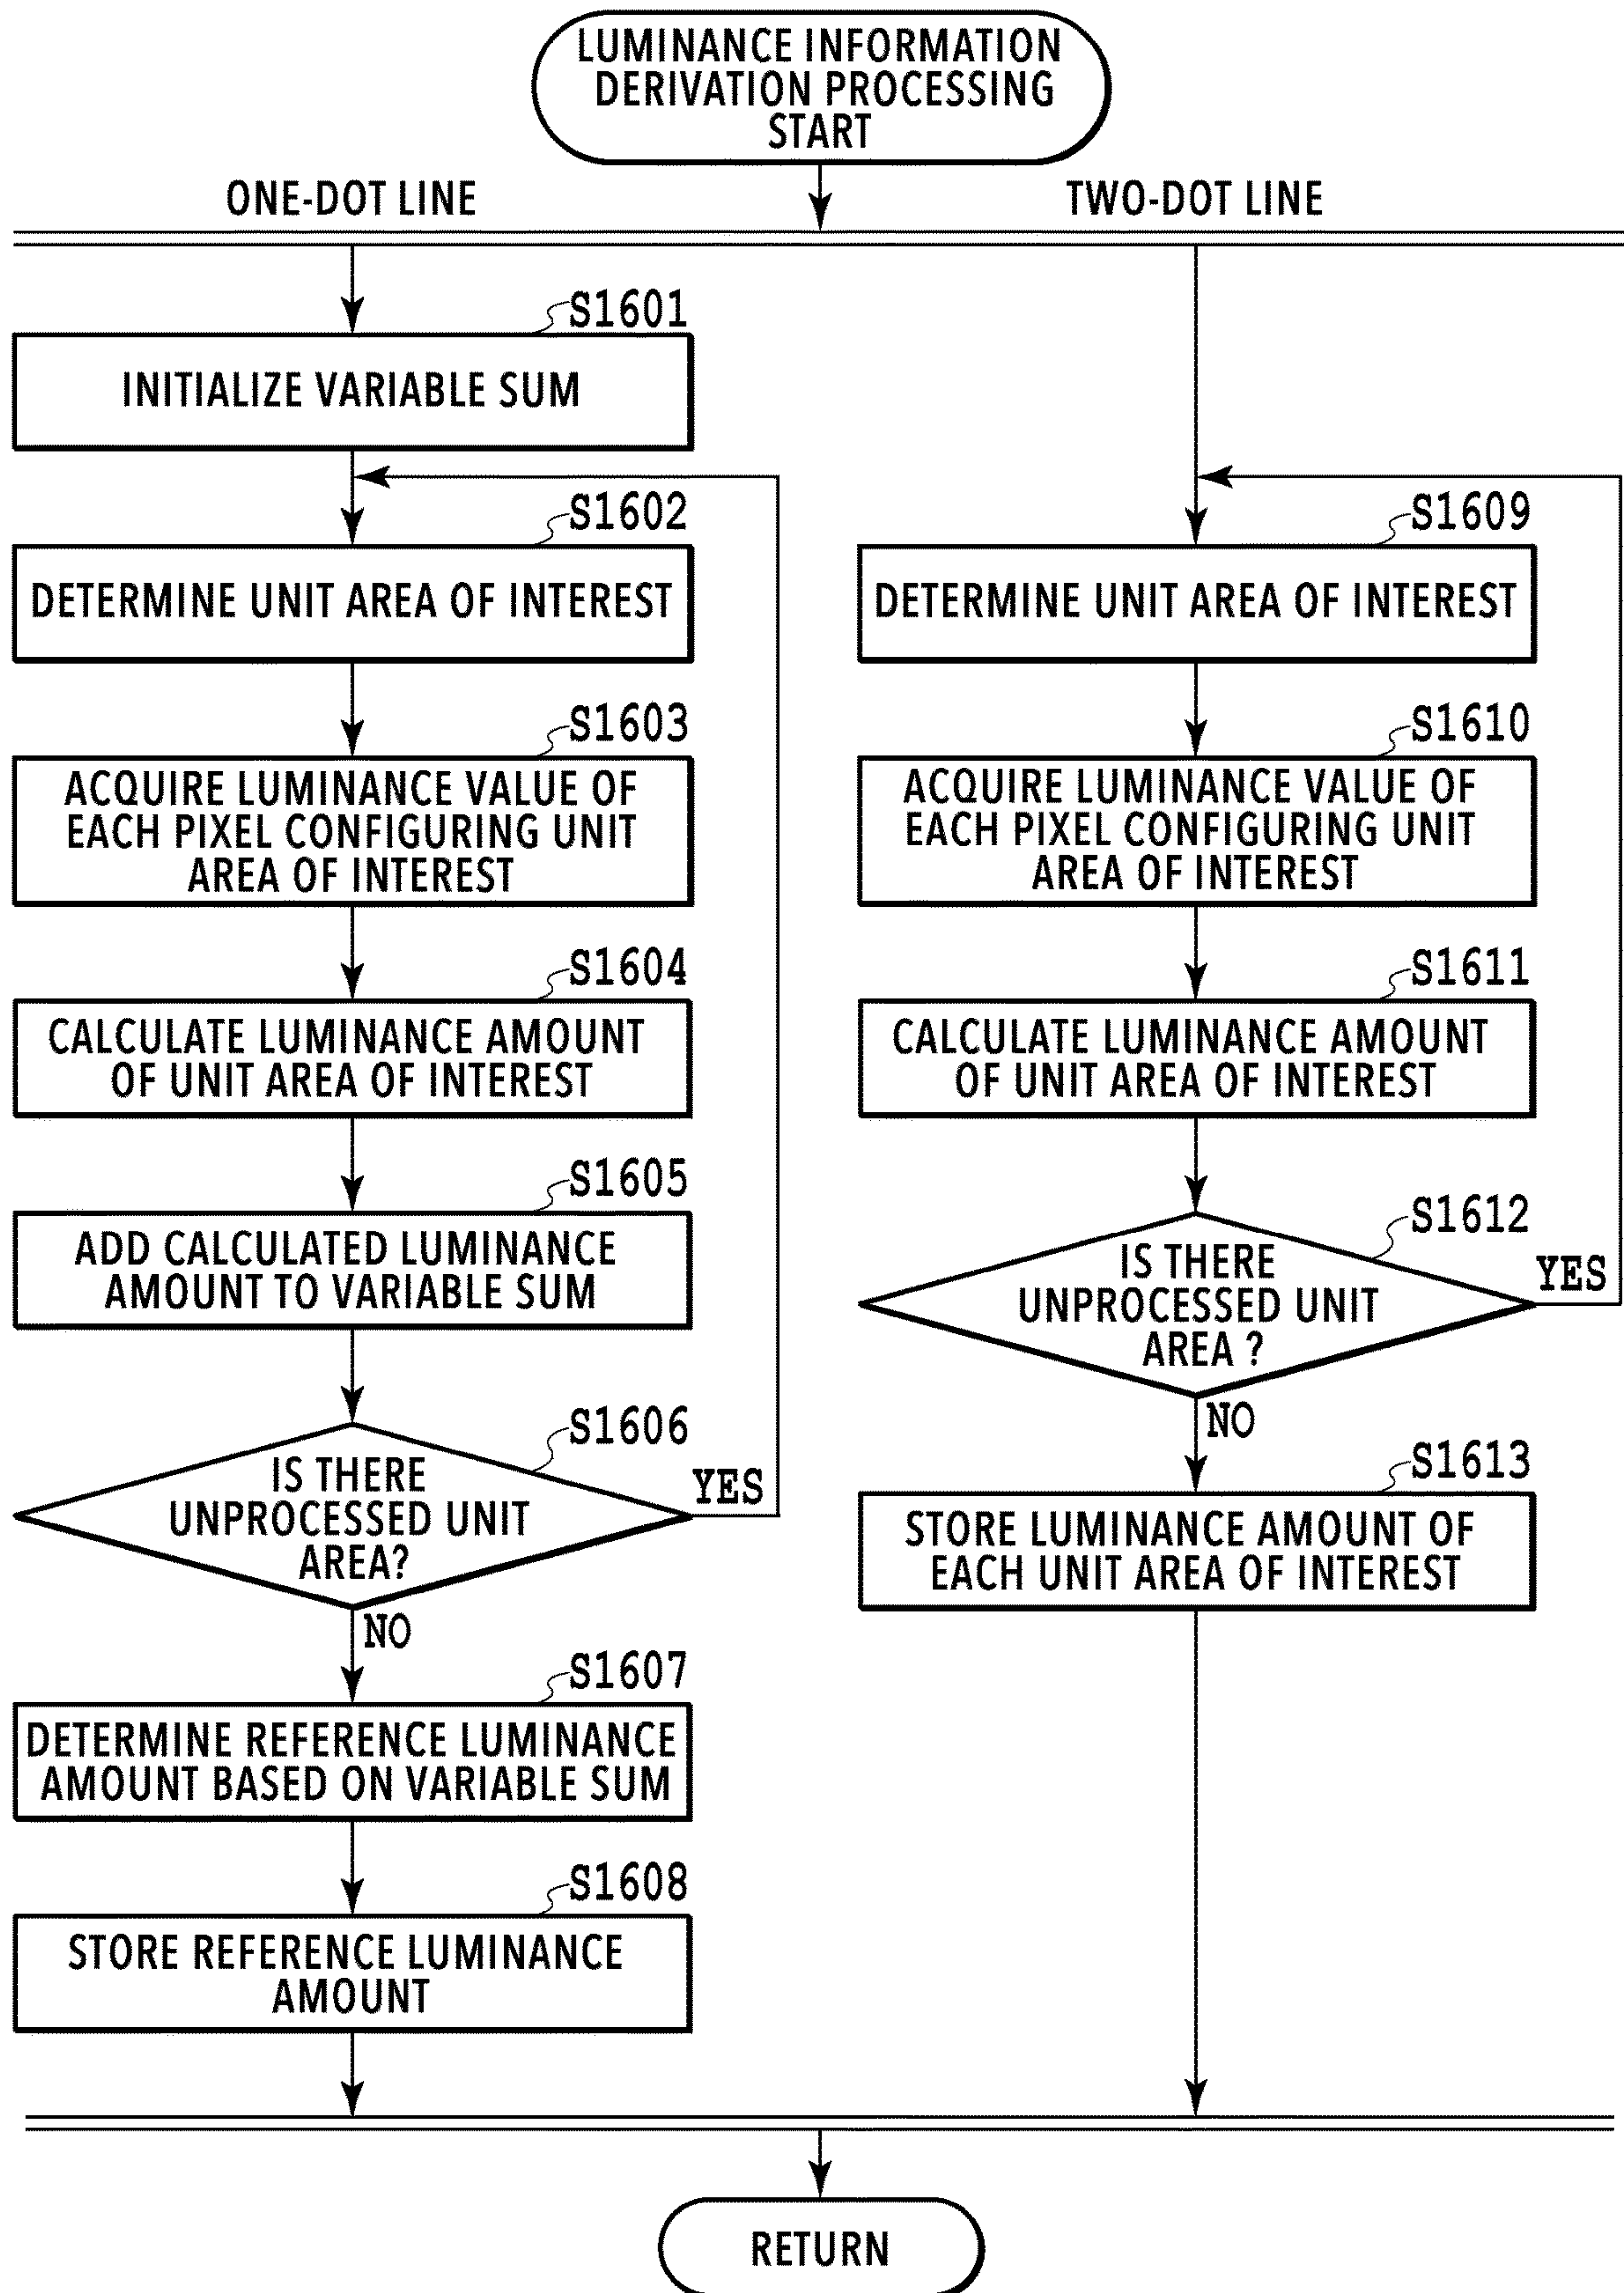 LUMINANCE INFORMATION
DERIVATION PROCESSING
START
ONE-DOT LINE
TWO-DOT LINE
S1601
INITIALIZE VARIABLE SUM
S1602
DETERMINE UNIT AREA OF INTEREST
S1603
ACQUIRE LUMINANCE VALUE OF
EACH PIXEL CONFIGURING UNIT
AREA OF INTEREST
S1604
CALCULATE LUMINANCE AMOUNT
OF UNIT AREA OF INTEREST
S1605
ADD CALCULATED LUMINANCE
AMOUNT TO VARIABLE SUM
S1606
IS THERE
UNPROCESSED UNIT
AREA?
YES
NO
S1607
DETERMINE REFERENCE LUMINANCE
AMOUNT BASED ON VARIABLE SUM
S1608
STORE REFERENCE LUMINANCE
AMOUNT
S1609
DETERMINE UNIT AREA OF INTEREST
S1610
ACQUIRE LUMINANCE VALUE OF
EACH PIXEL CONFIGURING UNIT
AREA OF INTEREST
S1611
CALCULATE LUMINANCE AMOUNT
OF UNIT AREA OF INTEREST
S1612
IS THERE
UNPROCESSED UNIT
AREA ?
YES
NO
S1613
STORE LUMINANCE AMOUNT OF
EACH UNIT AREA OF INTEREST
RETURN